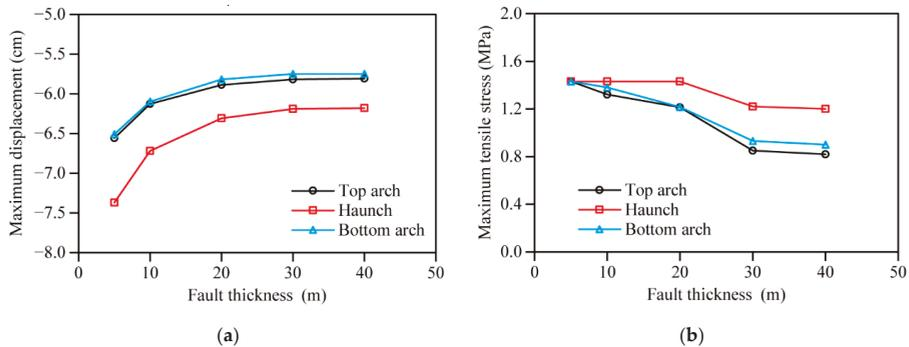 Maximum displacement (cm)
−5.0
−5.5
−6.0
−6.5
−7.0
−7.5
−8.0
Top arch
Haunch
Bottom arch
0 10 20 30 40 50
Fault thickness (m)
(a)
Maximum tensile stress (MPa)
2.0
1.6
1.2
0.8
0.4
0.0
Top arch
Haunch
Bottom arch
0 10 20 30 40 50
Fault thickness (m)
(b)